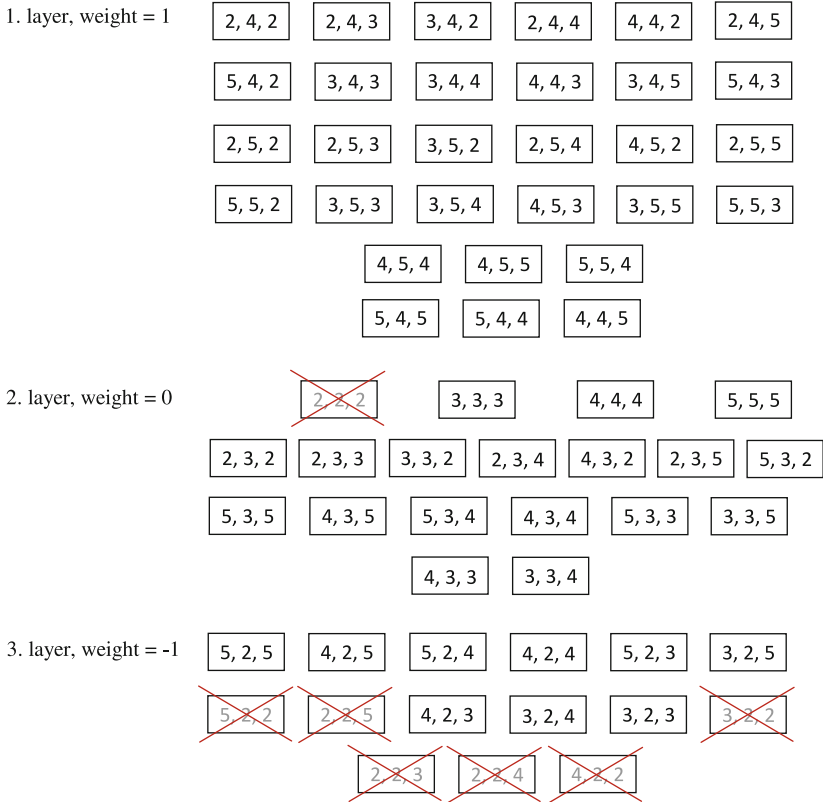 1. layer, weight = 1 2, 4, 2 2, 4, 3 3, 4, 2 2, 4, 4 4, 4, 2 2, 4, 5
5, 4, 2 3, 4, 3 3, 4, 4 4, 4, 3 3, 4, 5 5, 4, 3
2, 5, 2 2, 5, 3 3, 5, 2 2, 5, 4 4, 5, 2 2, 5, 5
5, 5, 2 3, 5, 3 3, 5, 4 4, 5, 3 3, 5, 5 5, 5, 3
4, 5, 4 4, 5, 5 5, 5, 4
5, 4, 5 5, 4, 4 4, 4, 5
2. layer, weight = 0 2, 2, 2 3, 3, 3 4, 4, 4 5, 5, 5
2, 3, 2 2, 3, 3 3, 3, 2 2, 3, 4 4, 3, 2 2, 3, 5 5, 3, 2
5, 3, 5 4, 3, 5 5, 3, 4 4, 3, 4 5, 3, 3 3, 3, 5
4, 3, 3 3, 3, 4
3. layer, weight = -1 5, 2, 5 4, 2, 5 5, 2, 4 4, 2, 4 5, 2, 3 3, 2, 5
5, 2, 2 2, 2, 5 4, 2, 3 3, 2, 4 3, 2, 3 3, 2, 2
2, 2, 3 2, 2, 4 4, 2, 2